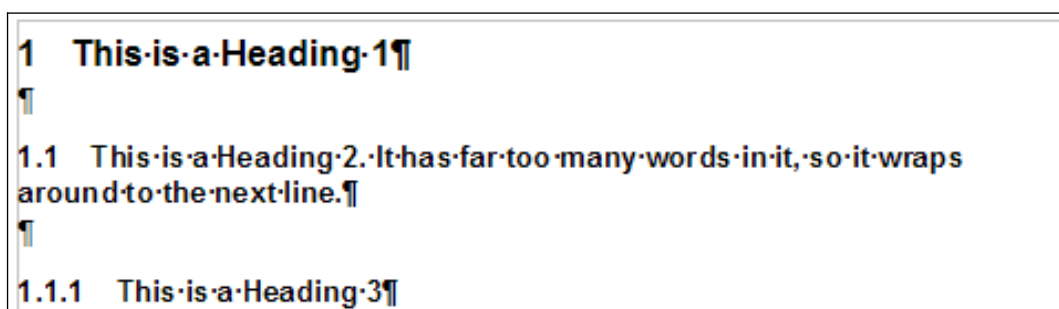 1 This·is·a·Heading·1¶
¶
1.1 This·is·a·Heading·2.·It·has·far·too·many·words·in·it,·so·it·wraps
around·to·the·next·line.¶
¶
1.1.1 This·is·a·Heading·3¶